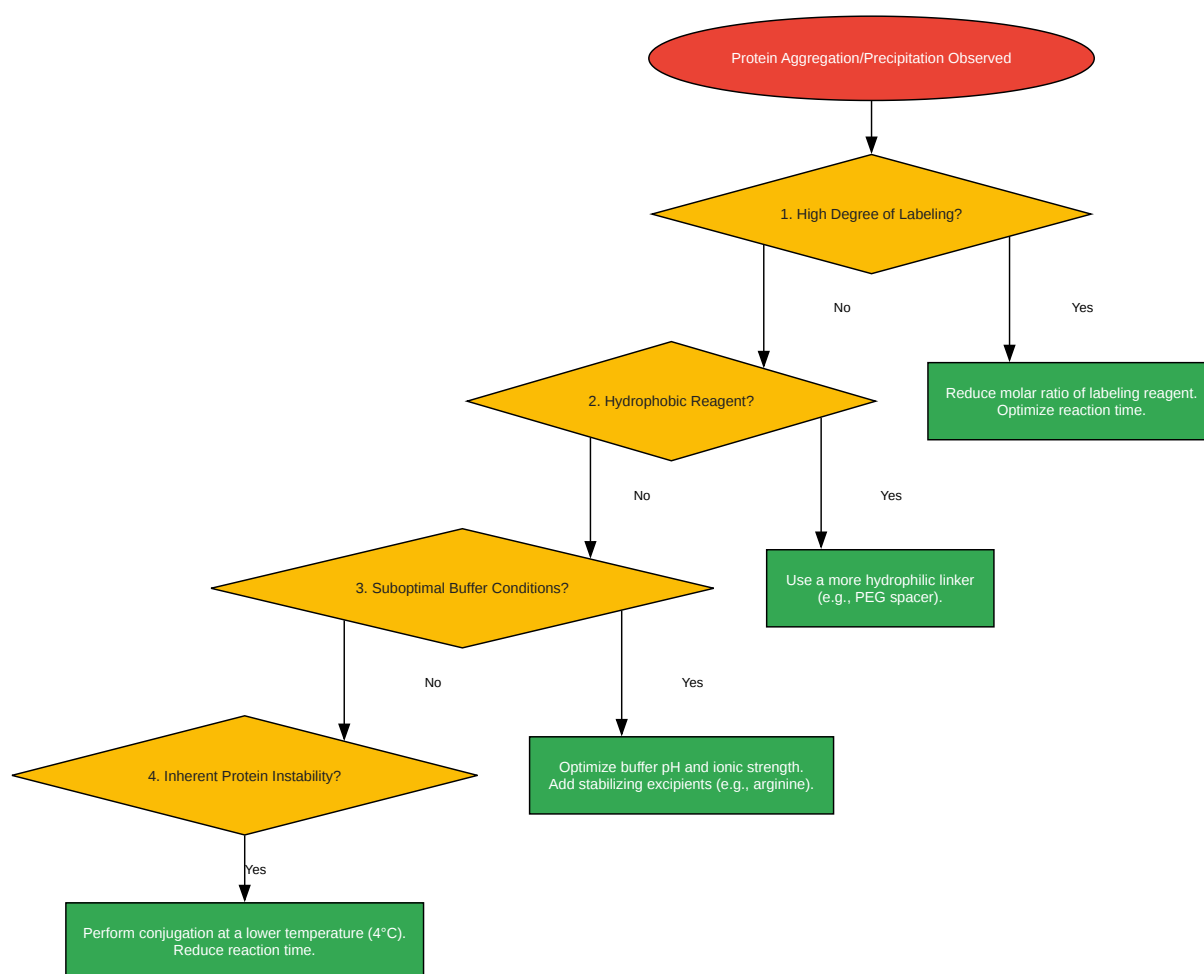 Protein Aggregation/Precipitation Observed
1. High Degree of Labeling?
No
Yes
Reduce molar ratio of labeling reagent.
Optimize reaction time.
2. Hydrophobic Reagent?
No
Yes
Use a more hydrophilic linker
(e.g., PEG spacer).
3. Suboptimal Buffer Conditions?
No
Yes
Optimize buffer pH and ionic strength.
Add stabilizing excipients (e.g., arginine).
4. Inherent Protein Instability?
Yes
Perform conjugation at a lower temperature (4°C).
Reduce reaction time.